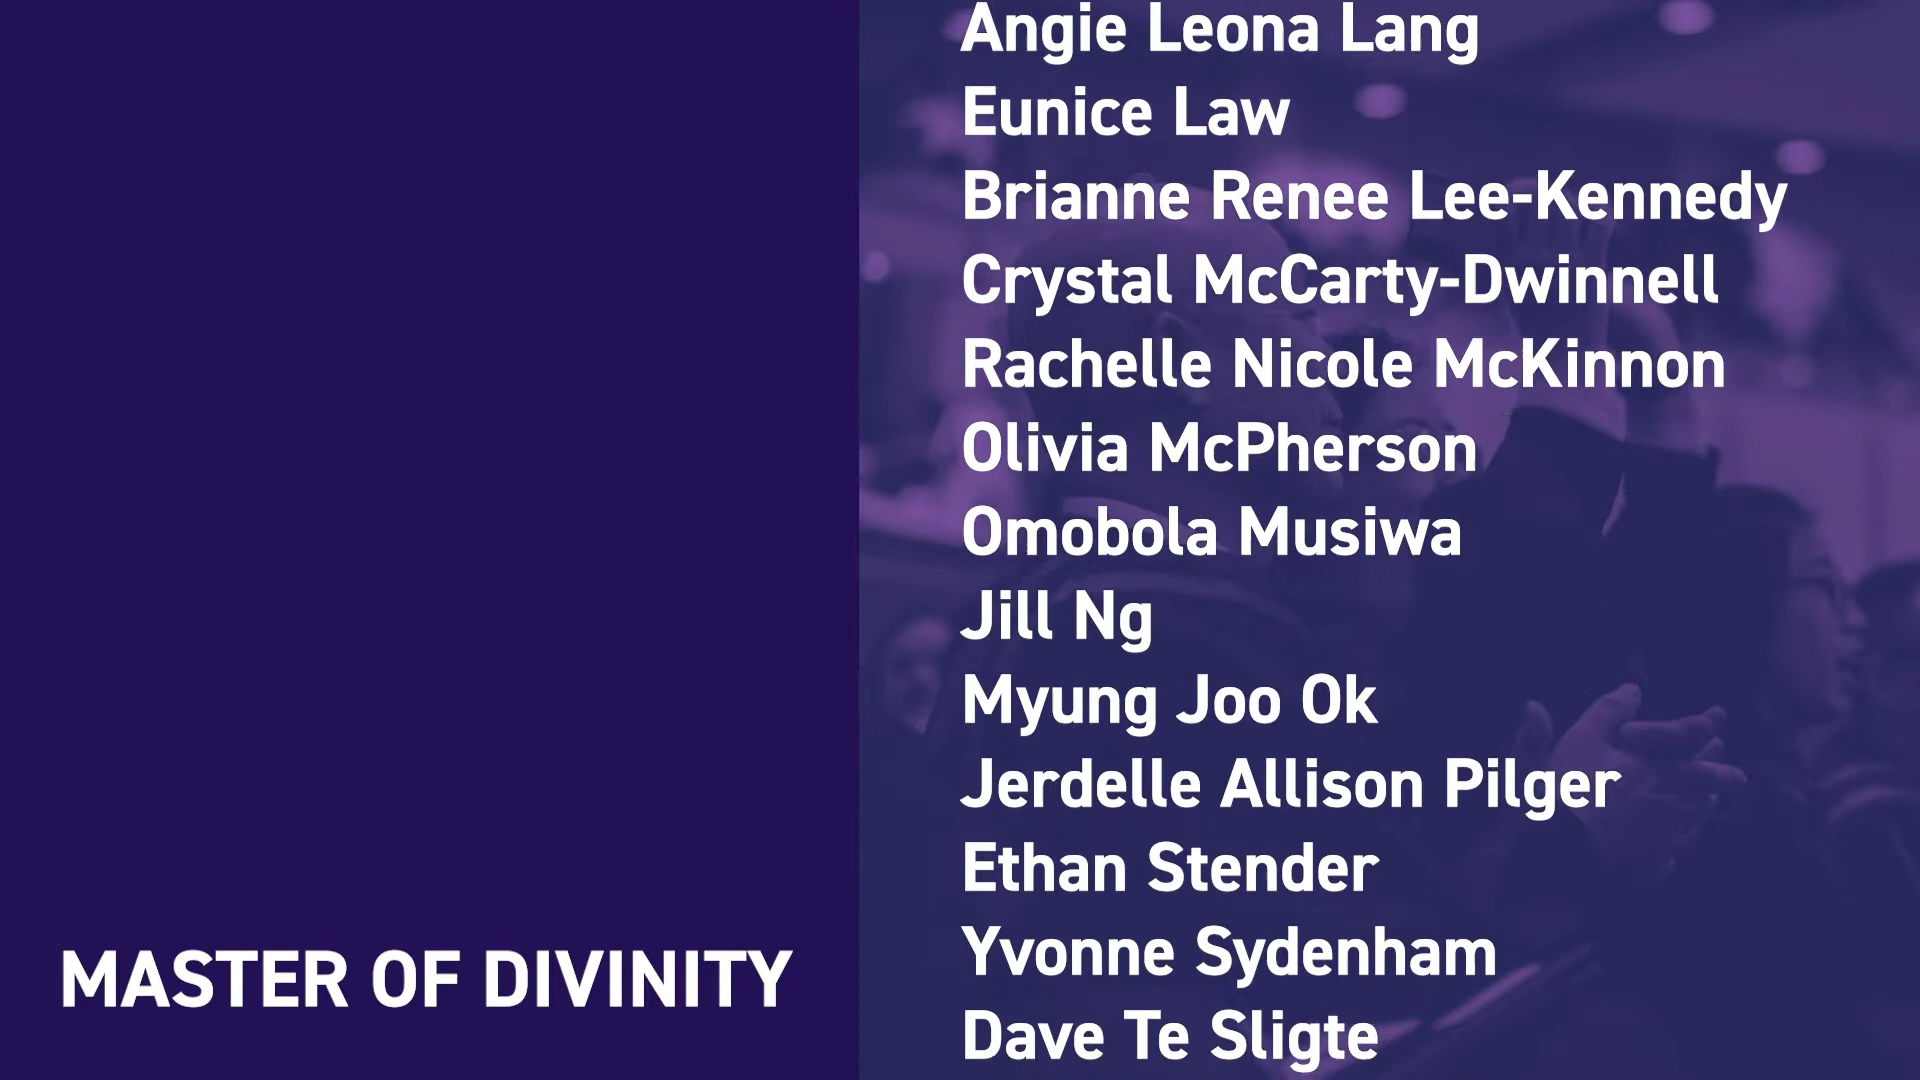 Angie Leona Lang
Eunice Law
Brianne Renee Lee-Kennedy
Crystal McCarty-Dwinnell
Rachelle Nicole McKinnon
Olivia McPherson
Omobola Musiwa
Jill Ng
Myung Joo Ok
Jerdelle Allison Pilger
Ethan Stender
Yvonne Sydenham
Dave Te Sligte
MASTER OF DIVINITY